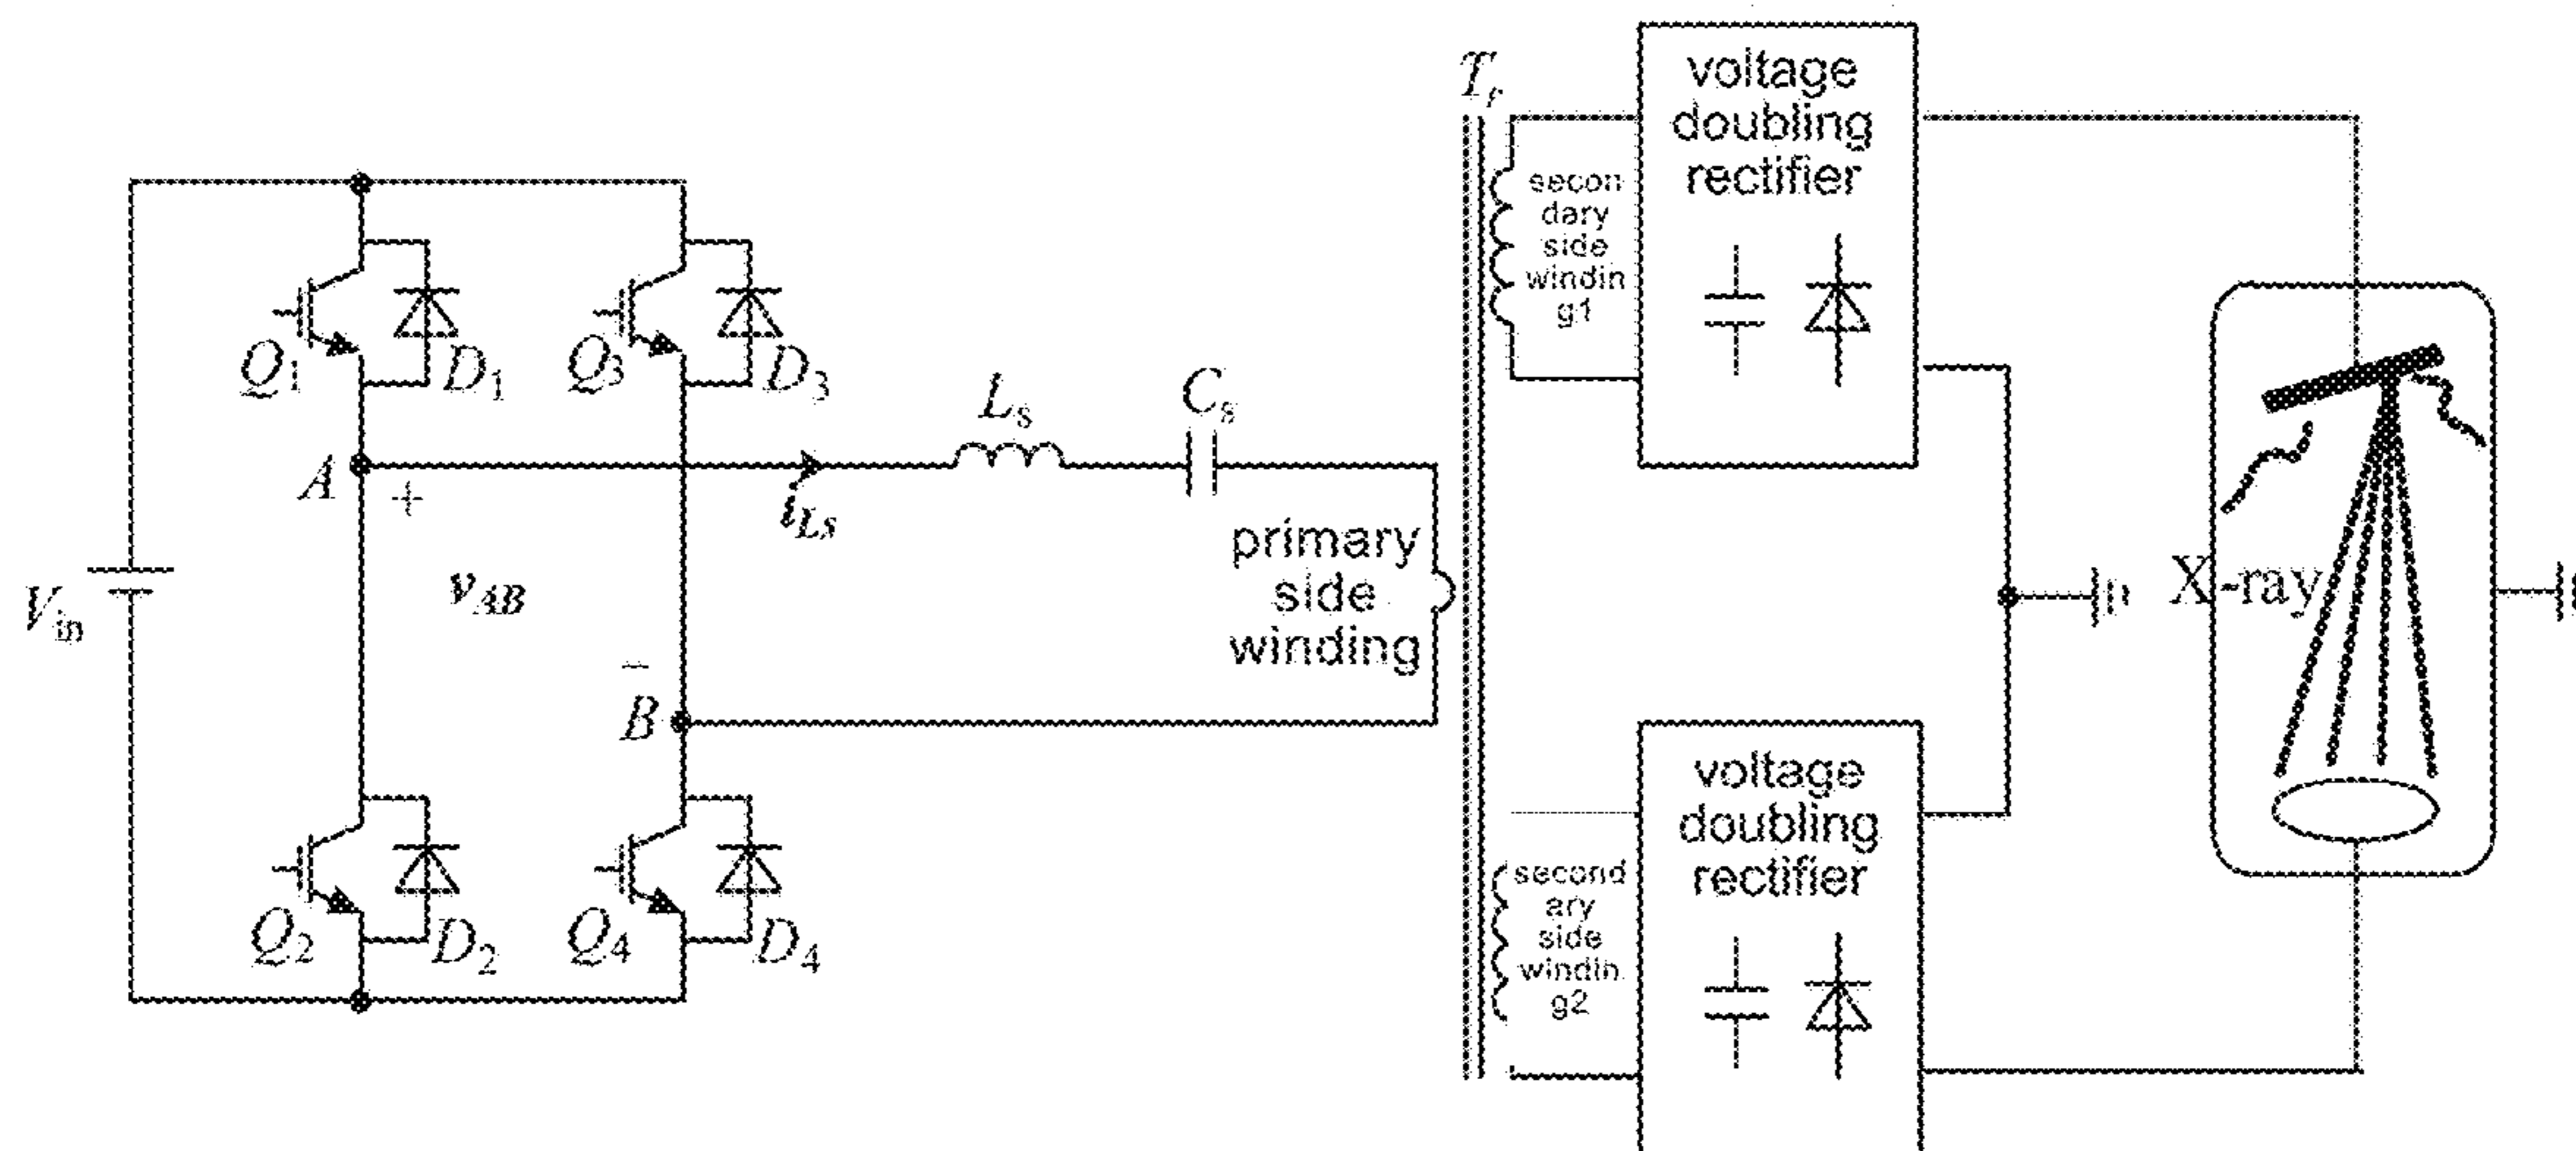 T_r
voltage
doubling
rectifier
secon
dary
side
windin
g1
Q1
D1
Q3
D3
Ls
Cs
A
+
iLs
primary
side
winding
Vin
vAB
X-ray
−
B
voltage
doubling
rectifier
second
ary
side
windin
g2
Q2
D2
Q4
D4